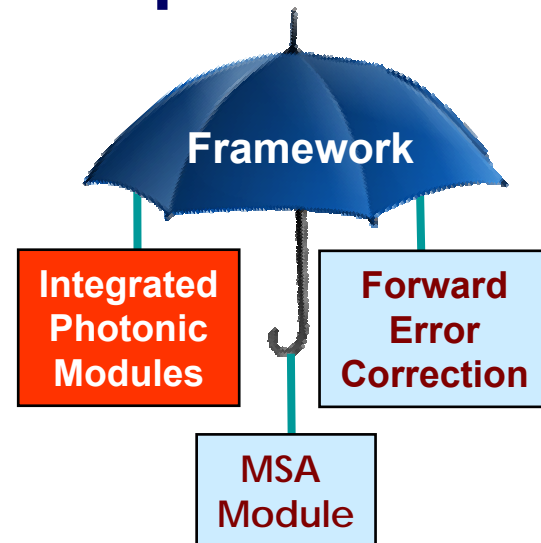 Framework
Integrated
Photonic
Modules
Forward
Error
Correction
MSA
Module